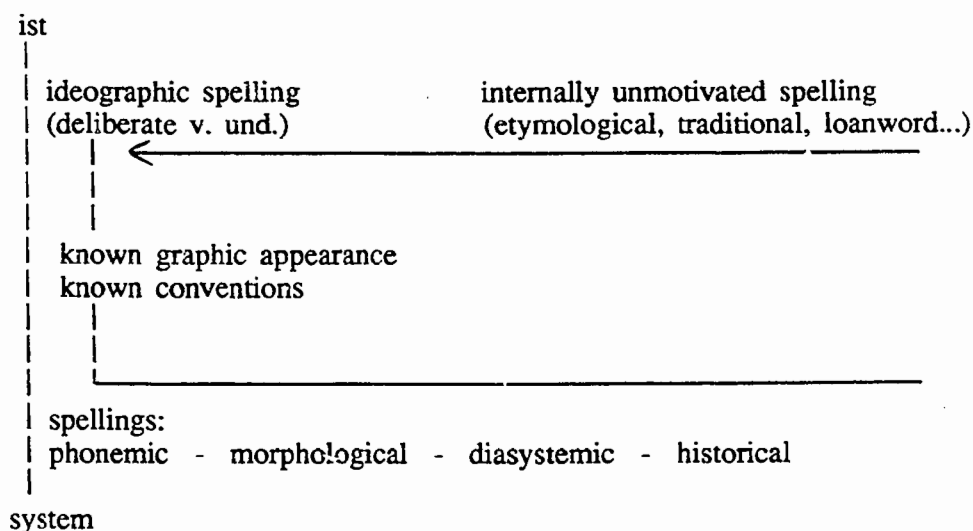 ist
ideographic spelling internally unmotivated spelling
(deliberate v. und.) (etymological, traditional, loanword...)
known graphic appearance
known conventions
spellings:
phonemic - morphological - diasystemic - historical
system